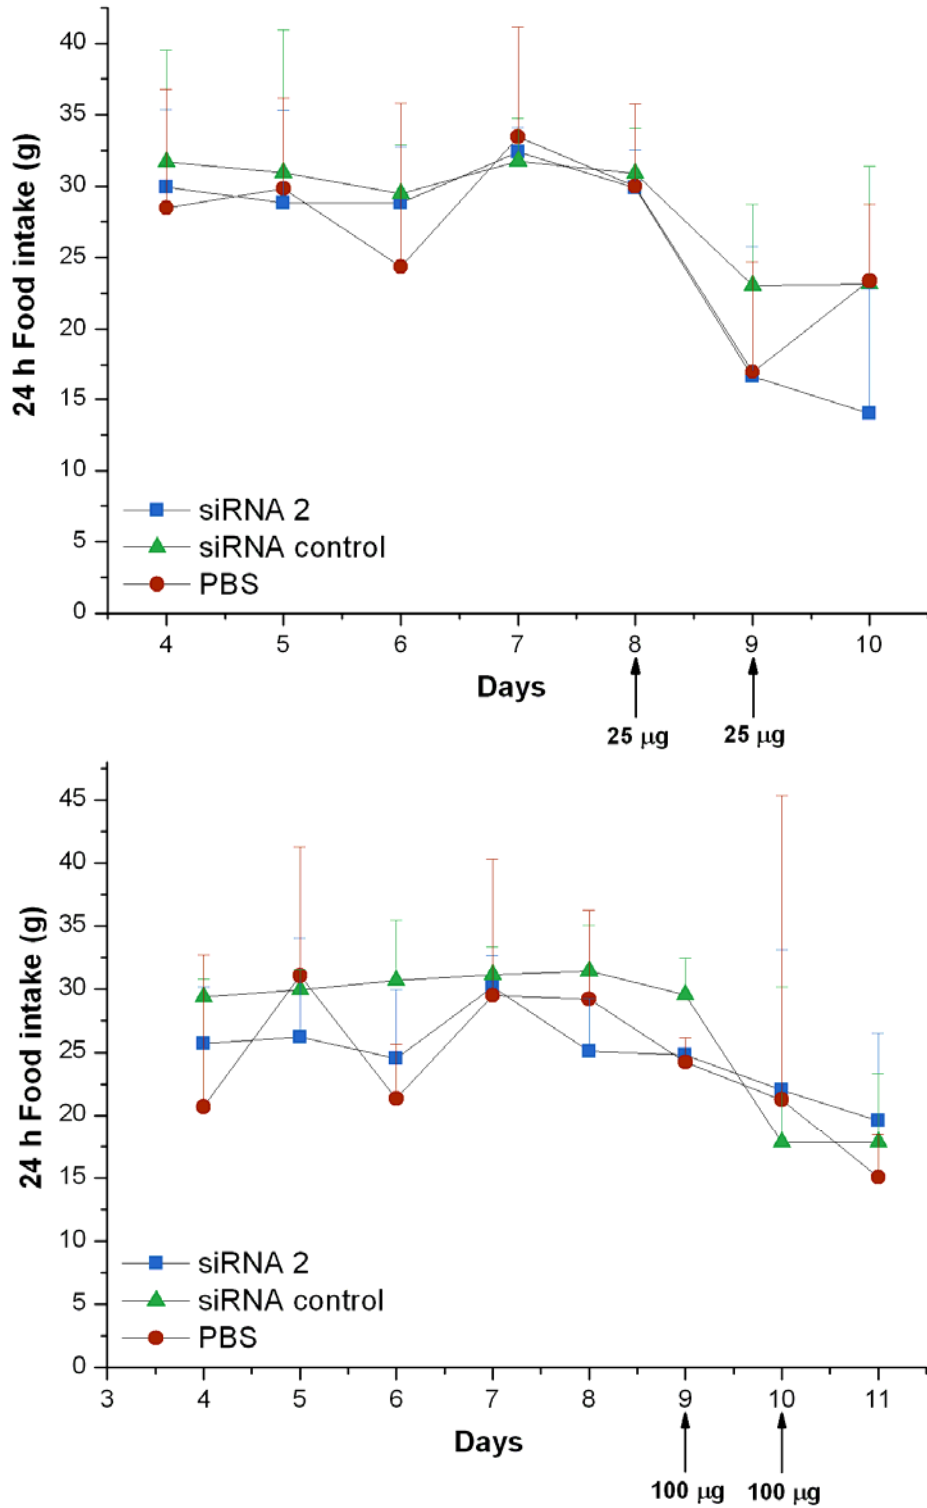 40
35
30
25
20
15
10
5
0
24 h Food intake (g)
siRNA 2
siRNA control
PBS
4 5 6 7 8 9 10
Days
25 µg 25 µg
45
40
35
30
25
20
15
10
5
0
24 h Food intake (g)
siRNA 2
siRNA control
PBS
3 4 5 6 7 8 9 10 11
Days
100 µg 100 µg